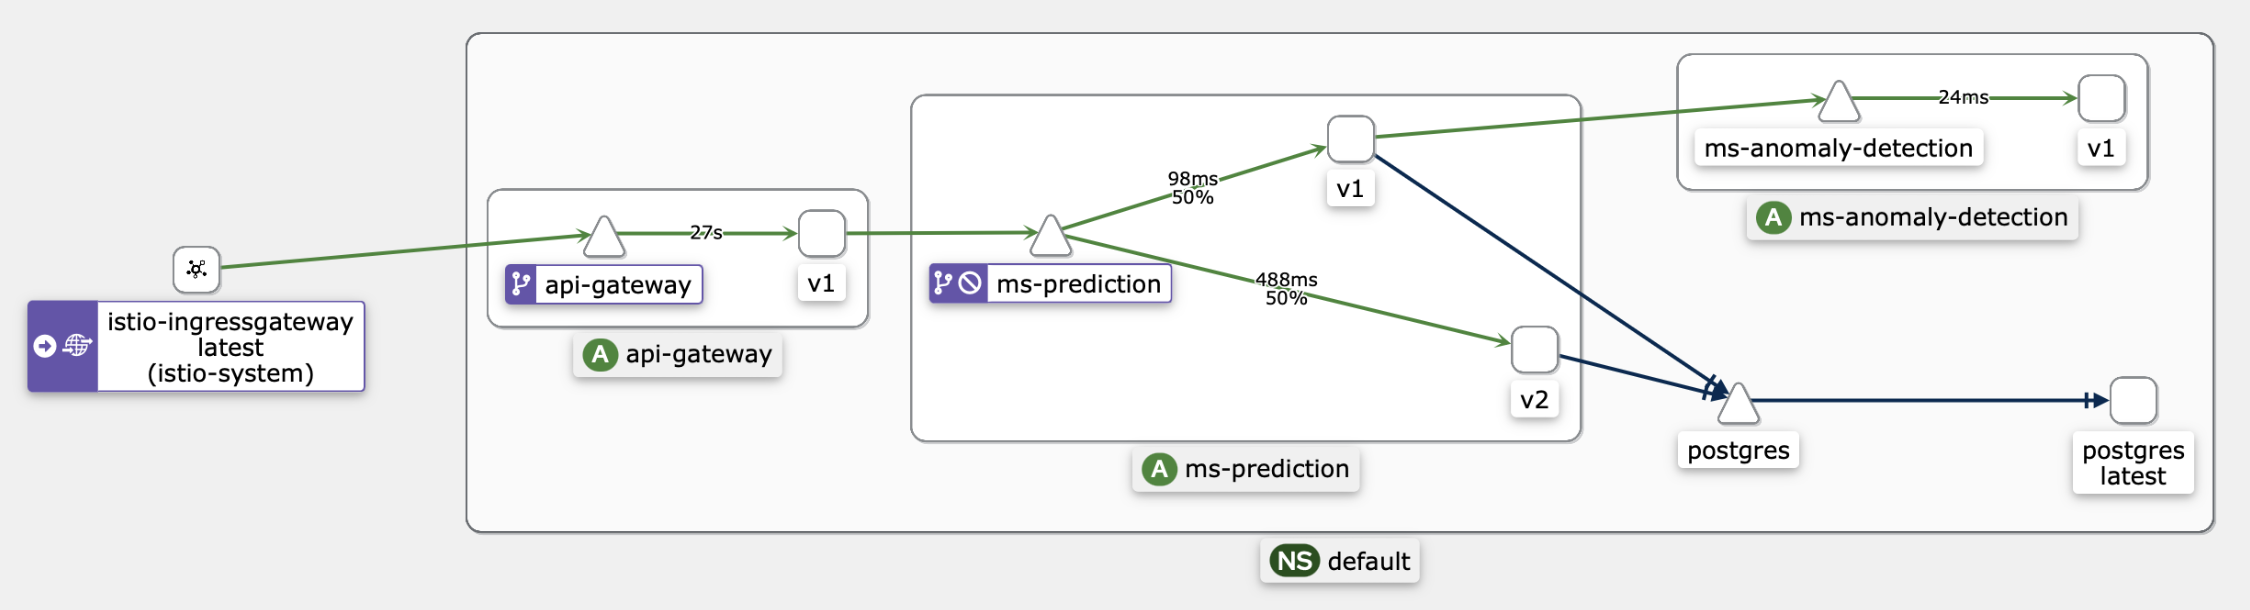 istio-ingressgateway
latest
(istio-system)
27s
api-gateway
v1
A api-gateway
98ms
50%
488ms
50%
ms-prediction
v1
v2
A ms-prediction
24ms
ms-anomaly-detection
v1
A ms-anomaly-detection
postgres
postgres
latest
NS default